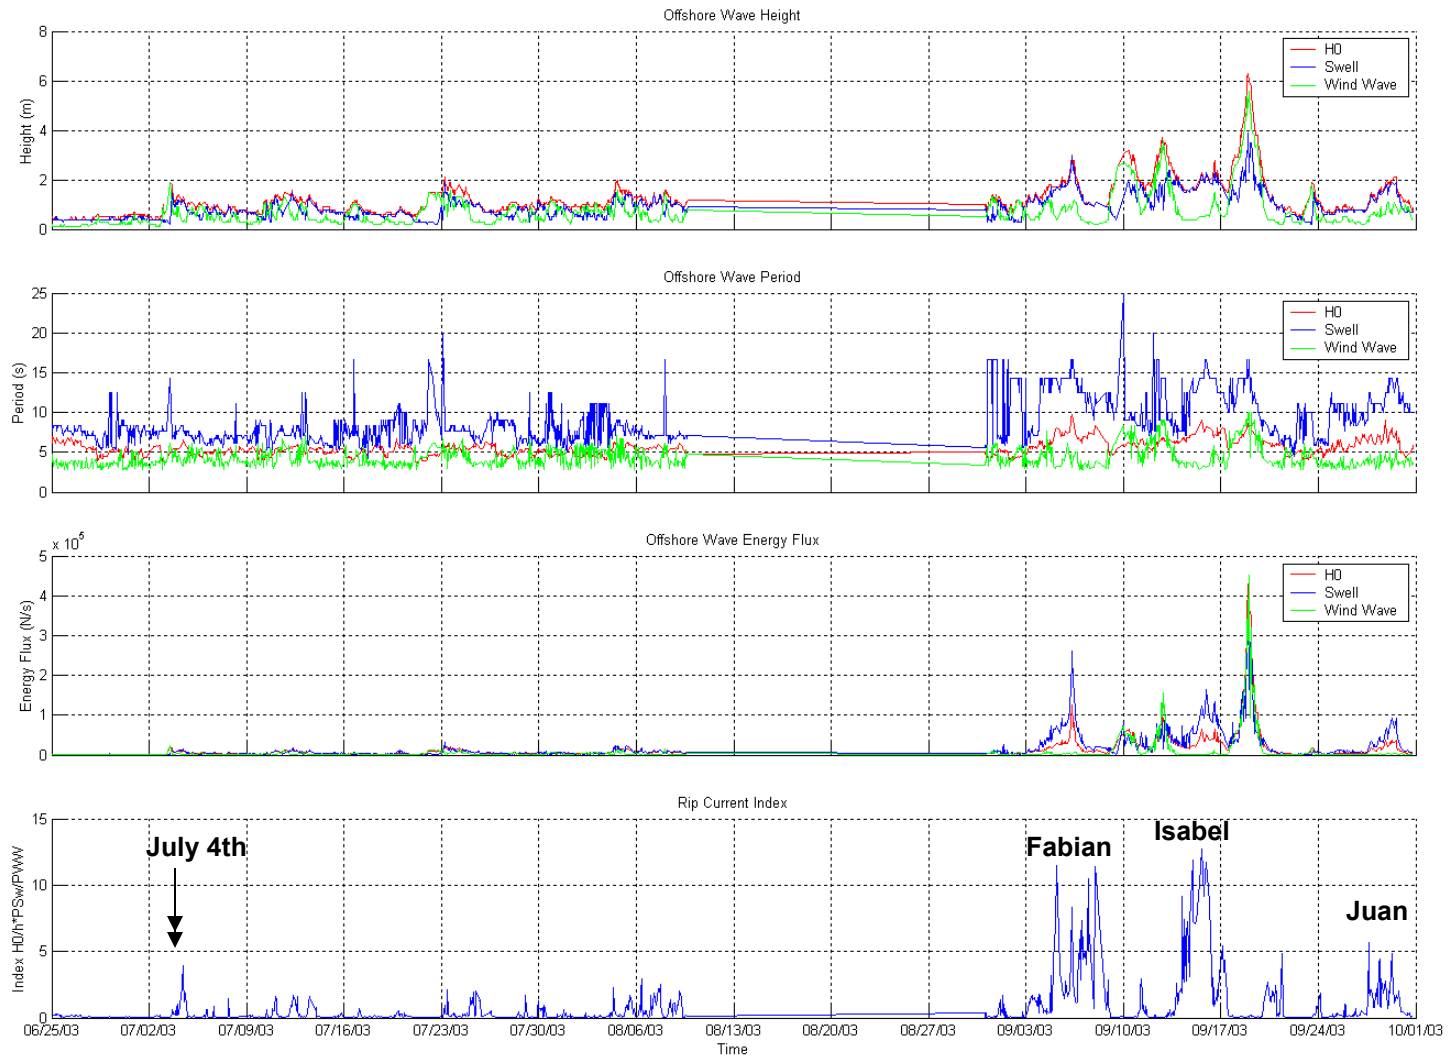 Offshore Wave Height
8
6
4
2
0
Height (m)
H0
Swell
Wind Wave
Offshore Wave Period
25
20
15
10
5
0
Period (s)
H0
Swell
Wind Wave
Offshore Wave Energy Flux
x 10^5
5
4
3
2
1
0
Energy Flux (N/s)
H0
Swell
Wind Wave
Rip Current Index
15
10
5
0
Index H0/h*PSw/PWW
July 4th
Fabian
Isabel
Juan
06/25/03 07/02/03 07/09/03 07/16/03 07/23/03 07/30/03 08/06/03 08/13/03 08/20/03 08/27/03 09/03/03 09/10/03 09/17/03 09/24/03 10/01/03
Time